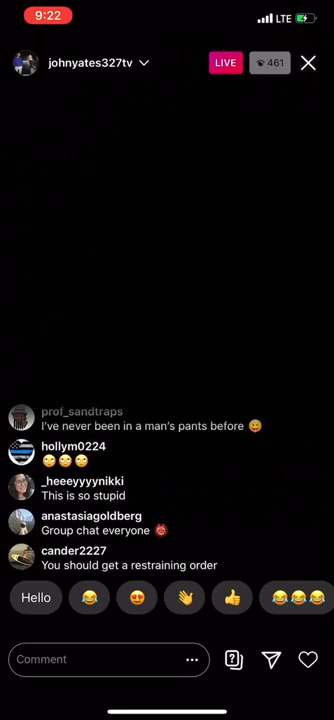 9:22
LTE
johnyates327tv
LIVE
461
prof_sandtraps
I've never been in a man's pants before 😝
hollym0224
🙄🙄🙄
_heeeyyyynikki
This is so stupid
anastasiagoldberg
Group chat everyone 👹
cander2227
You should get a restraining order
Hello 😂 😍 👋 👍 😂😂😂
Comment